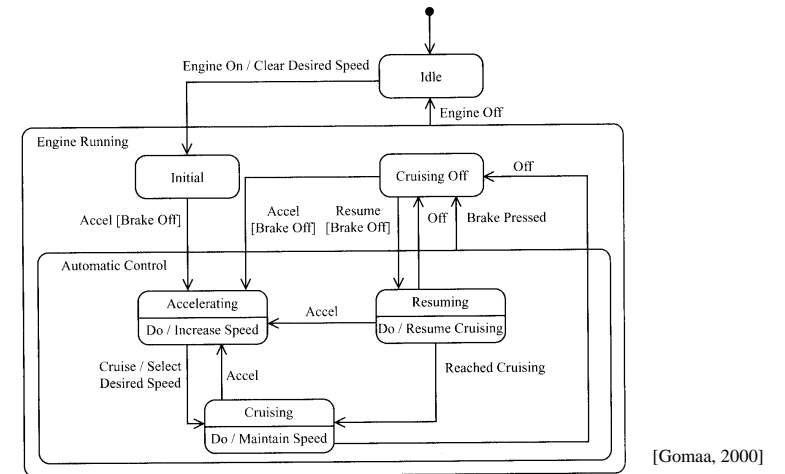 Engine On / Clear Desired Speed
Idle
Engine Off
Engine Running
Initial
Cruising Off
Off
Accel [Brake Off]
Accel
[Brake Off]
Resume
[Brake Off]
Off
Brake Pressed
Automatic Control
Accelerating
Do / Increase Speed
Accel
Resuming
Do / Resume Cruising
Cruise / Select
Desired Speed
Accel
Reached Cruising
Cruising
Do / Maintain Speed
[Gomaa, 2000]